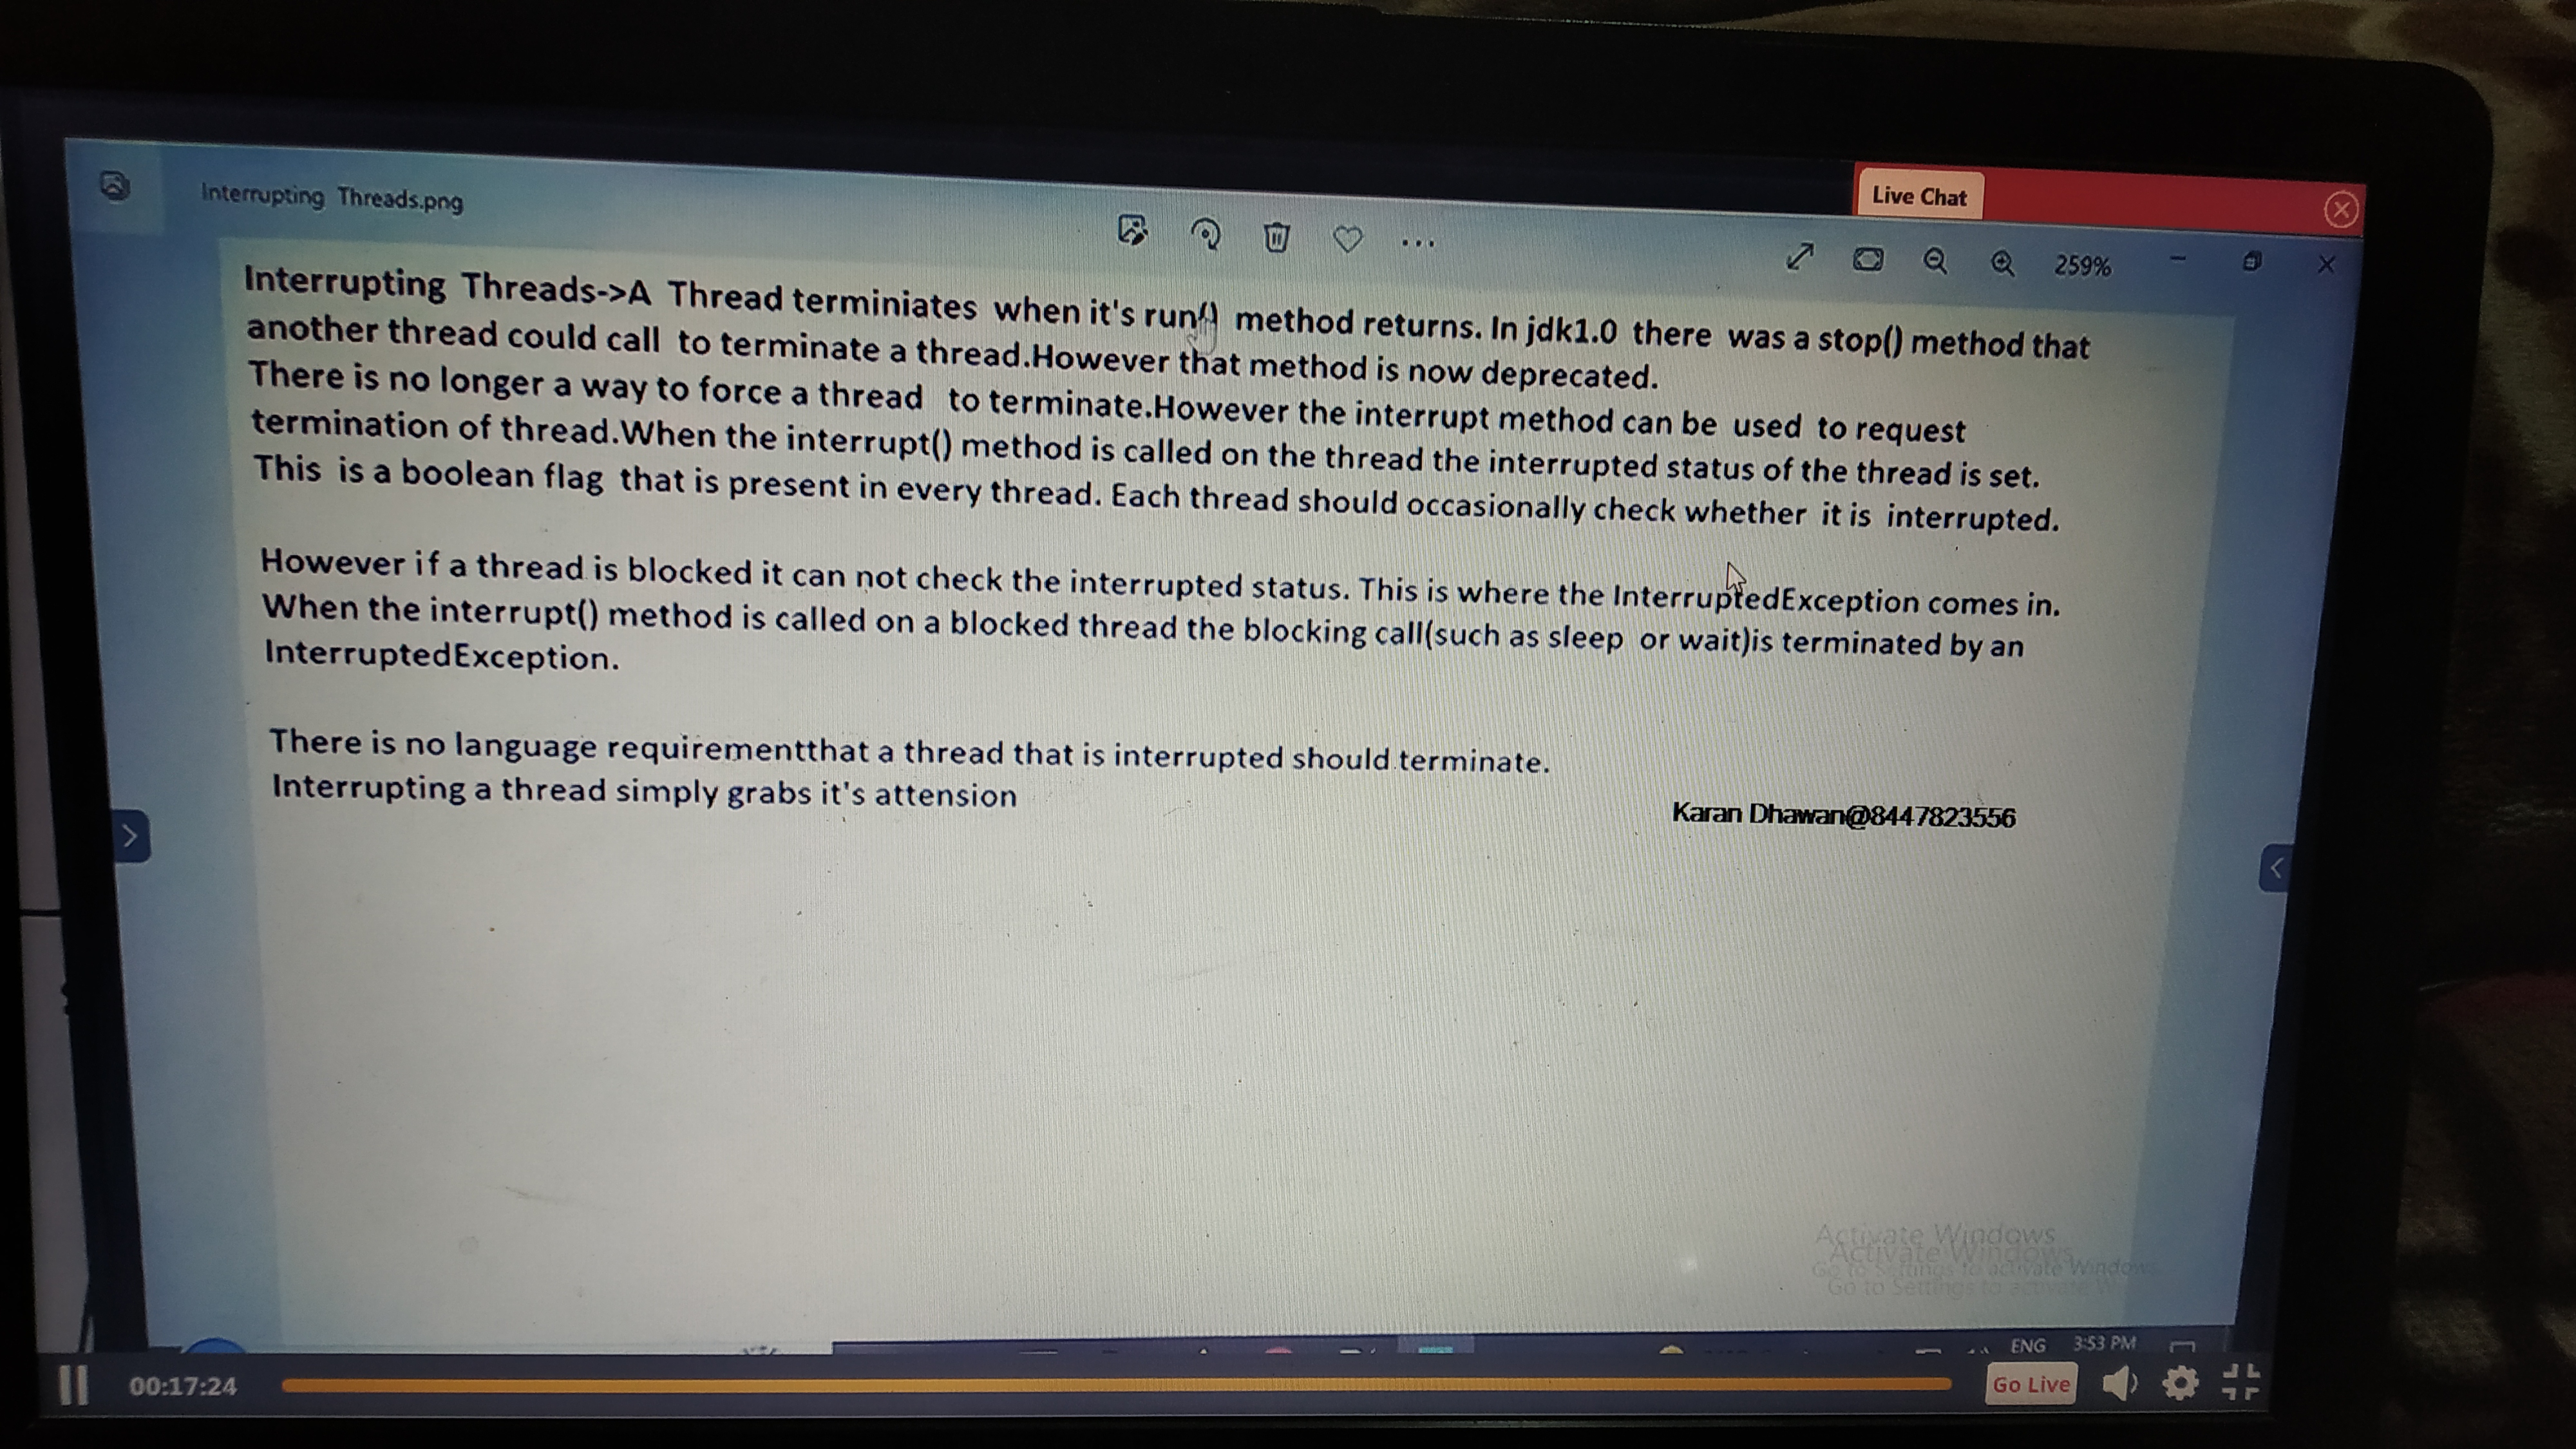 Live Chat
Interrupting Threads.png
259%
Interrupting Threads->A Thread terminiates when it's run() method returns. In jdk1.0 there was a stop() method that
another thread could call to terminate a thread.However that method is now deprecated.
There is no longer a way to force a thread to terminate.However the interrupt method can be used to request
termination of thread.When the interrupt() method is called on the thread the interrupted status of the thread is set.
This is a boolean flag that is present in every thread. Each thread should occasionally check whether it is interrupted.
However if a thread is blocked it can not check the interrupted status. This is where the InterruptedException comes in.
When the interrupt() method is called on a blocked thread the blocking call(such as sleep or wait)is terminated by an
InterruptedException.
There is no language requirementthat a thread that is interrupted should terminate.
Interrupting a thread simply grabs it's attension
Karan Dhawan@8447823556
Activate Windows
Activate Windows
Go to Settings to activate Windows
Go to Settings to activate
ENG 3:53 PM
00:17:24
Go Live